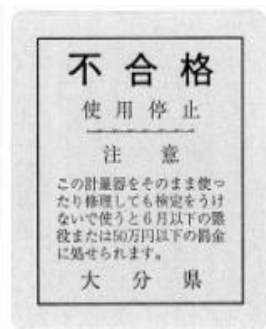 不合格
使用停止
注意
この計量器をそのまま使っ
たり修理しても検定をうけ
ないで使うと6月以下の懲
役または50万円以下の罰金
に処せられます。
大分県